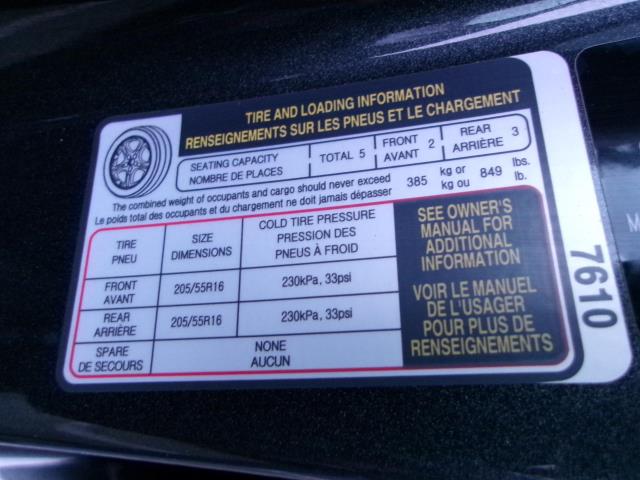 TIRE AND LOADING INFORMATION
RENSEIGNEMENTS SUR LES PNEUS ET LE CHARGEMENT
SEATING CAPACITY
NOMBRE DE PLACES
TOTAL 5
FRONT
AVANT 2
REAR
ARRIÈRE 3
The combined weight of occupants and cargo should never exceed 385 kg or 849 lbs.
Le poids total des occupants et du chargement ne doit jamais dépasser kg ou lb.
TIRE
PNEU
SIZE
DIMENSIONS
COLD TIRE PRESSURE
PRESSION DES
PNEUS À FROID
FRONT
AVANT
205/55R16
230kPa, 33psi
REAR
ARRIÈRE
205/55R16
230kPa, 33psi
SPARE
DE SECOURS
NONE
AUCUN
SEE OWNER'S
MANUAL FOR
ADDITIONAL
INFORMATION
VOIR LE MANUEL
DE L'USAGER
POUR PLUS DE
RENSEIGNEMENTS
7610